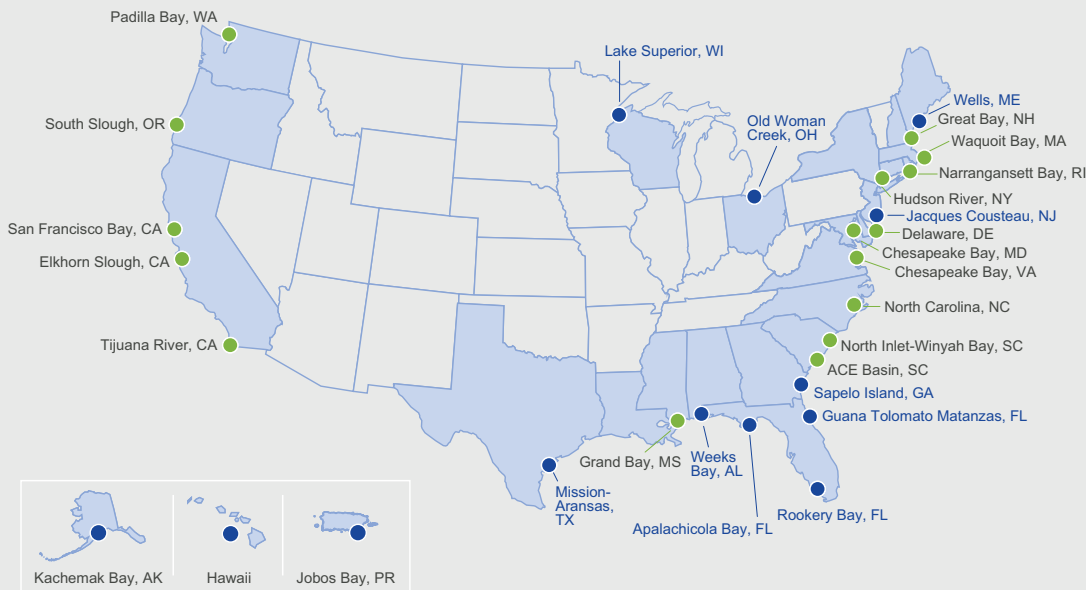 Padilla Bay, WA
Lake Superior, WI
Old Woman
Creek, OH
Wells, ME
Great Bay, NH
South Slough, OR
Waquoit Bay, MA
Narrangansett Bay, RI
Hudson River, NY
Jacques Cousteau, NJ
San Francisco Bay, CA
Delaware, DE
Chesapeake Bay, MD
Elkhorn Slough, CA
Chesapeake Bay, VA
North Carolina, NC
Tijuana River, CA
North Inlet-Winyah Bay, SC
ACE Basin, SC
Sapelo Island, GA
Guana Tolomato Matanzas, FL
Grand Bay, MS
Weeks
Bay, AL
Mission-
Aransas,
TX
Apalachicola Bay, FL
Rookery Bay, FL
Kachemak Bay, AK
Hawaii
Jobos Bay, PR